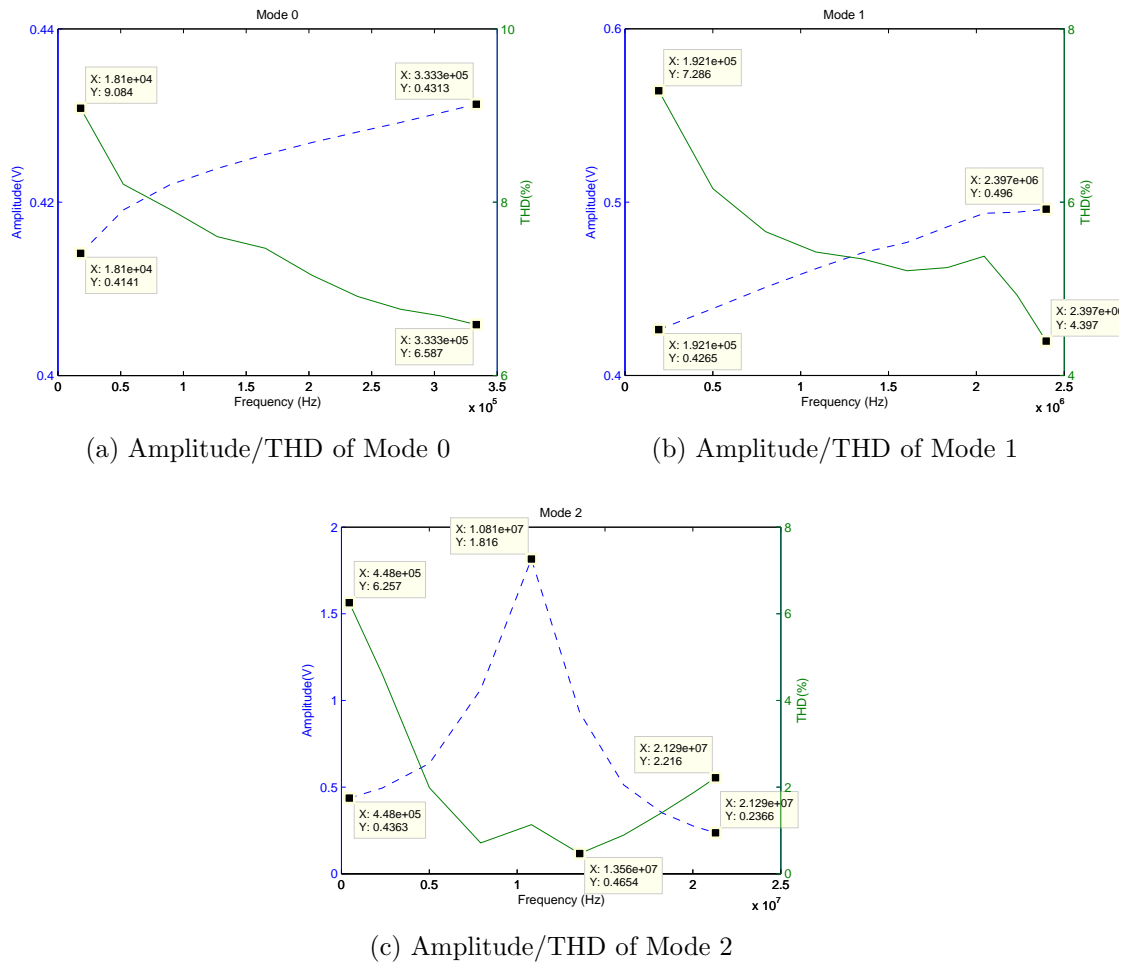 Mode 0
0.44
10
X: 1.81e+04
Y: 9.084
X: 3.333e+05
Y: 0.4313
Amplitude(V)
0.42
8
THD(%)
X: 1.81e+04
Y: 0.4141
X: 3.333e+05
Y: 6.587
0.4
6
0 0.5 1 1.5 2 2.5 3 3.5
Frequency (Hz)
x 10^5
(a) Amplitude/THD of Mode 0
Mode 1
0.6
8
X: 1.921e+05
Y: 7.286
X: 2.397e+06
Y: 0.496
Amplitude(V)
0.5
6
THD(%)
X: 1.921e+05
Y: 0.4265
X: 2.397e+06
Y: 4.397
0.4
4
0 0.5 1 1.5 2 2.5
Frequency (Hz)
x 10^6
(b) Amplitude/THD of Mode 1
Mode 2
2
8
X: 1.081e+07
Y: 1.816
X: 4.48e+05
Y: 6.257
1.5
6
Amplitude(V)
1
4
THD(%)
X: 2.129e+07
Y: 2.216
0.5
2
X: 4.48e+05
Y: 0.4363
X: 2.129e+07
Y: 0.2366
X: 1.356e+07
Y: 0.4654
0
0
0 0.5 1 2 2.5
Frequency (Hz)
x 10^7
(c) Amplitude/THD of Mode 2